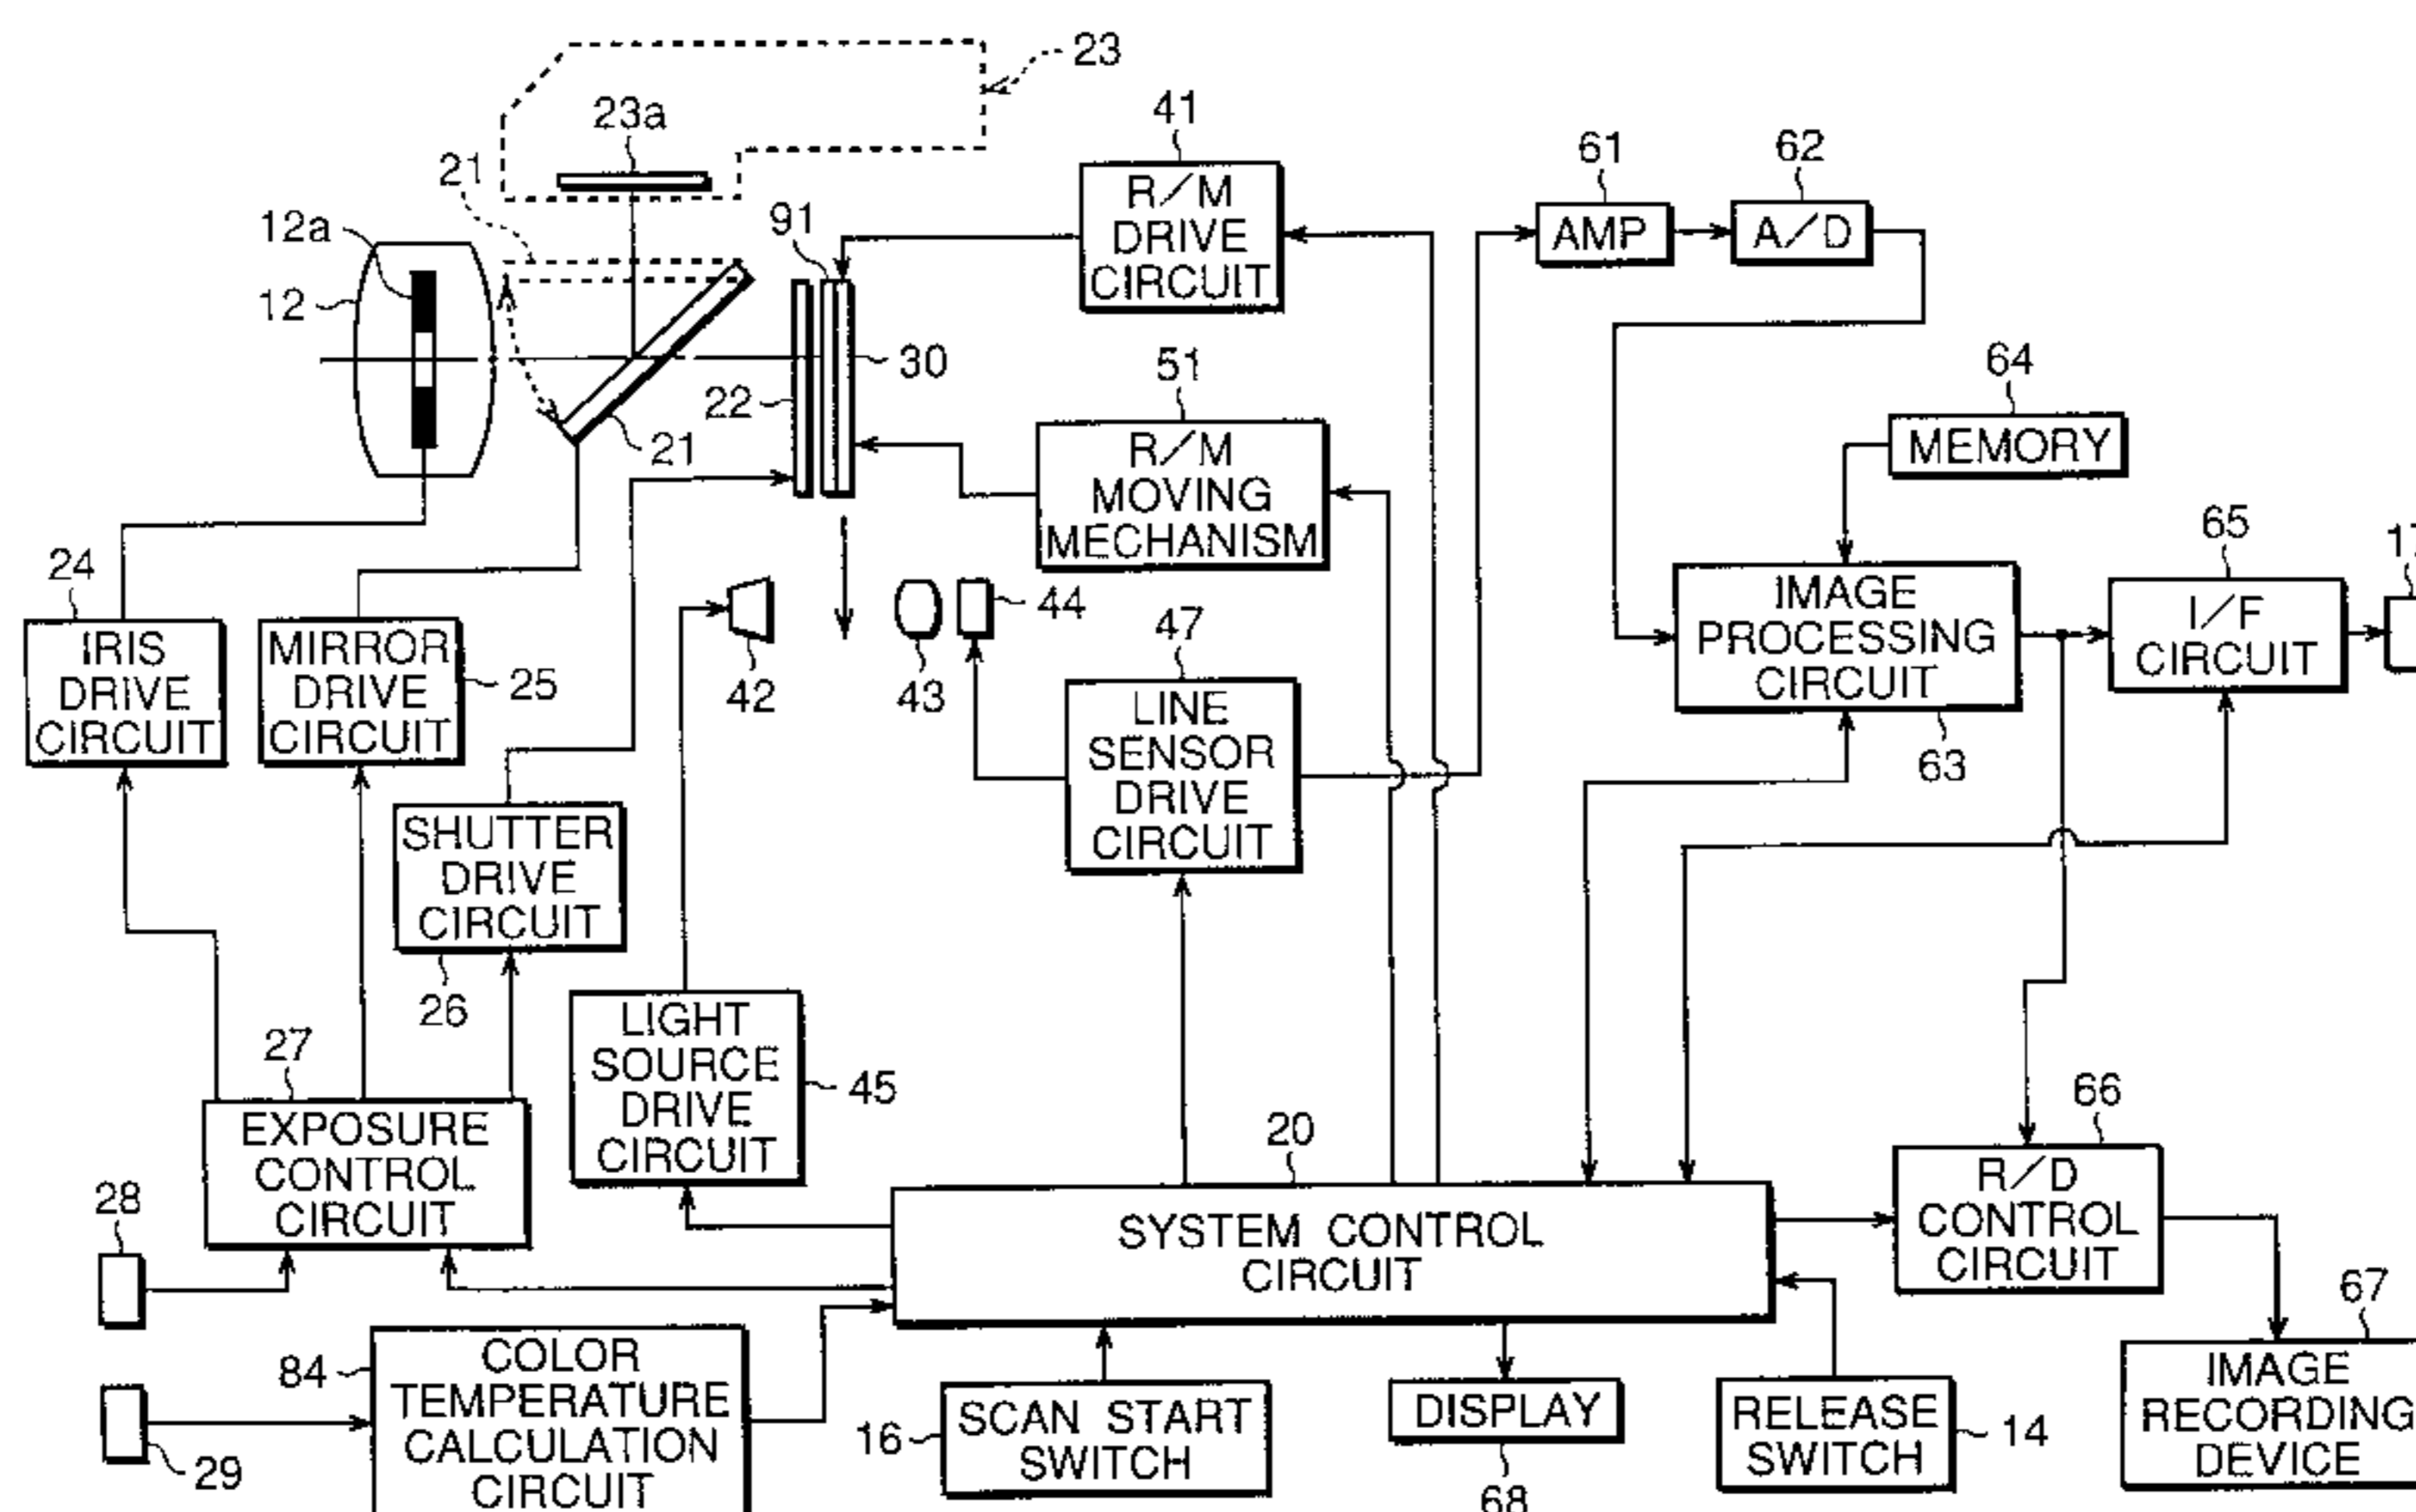 23
23a
41
61
62
21
12a
91
R/M
DRIVE
CIRCUIT
AMP
A/D
12
30
51
64
22
21
R/M
MOVING
MECHANISM
MEMORY
65
24
44
47
IMAGE
PROCESSING
CIRCUIT
I/F
CIRCUIT
IRIS
DRIVE
CIRCUIT
MIRROR
DRIVE
CIRCUIT
25
42
43
LINE
SENSOR
DRIVE
CIRCUIT
63
SHUTTER
DRIVE
CIRCUIT
26
LIGHT
SOURCE
DRIVE
CIRCUIT
45
27
66
20
EXPOSURE
CONTROL
CIRCUIT
28
SYSTEM CONTROL
CIRCUIT
R/D
CONTROL
CIRCUIT
67
84
COLOR
TEMPERATURE
CALCULATION
CIRCUIT
29
16
SCAN START
SWITCH
DISPLAY
68
RELEASE
SWITCH
14
IMAGE
RECORDING
DEVICE